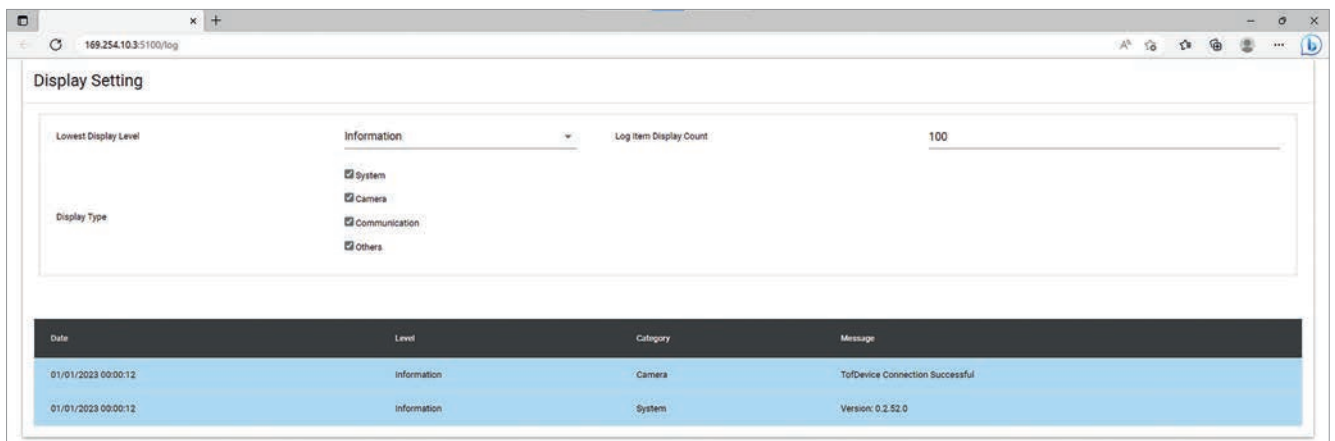 169.254.10.3:5100/log
Display Setting
Lowest Display Level Information Log Item Display Count 100
Display Type
System
Camera
Communication
Others
Date Level Category Message
01/01/2023 00:00:12 Information Camera TofDevice Connection Successful
01/01/2023 00:00:12 Information System Version: 0.2.52.0